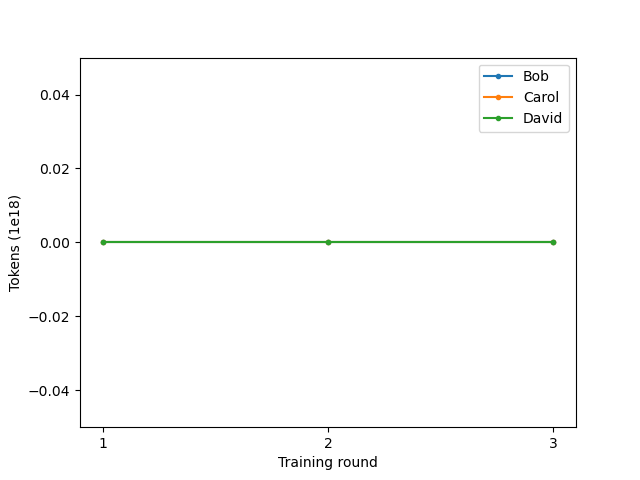 Bob
Carol
David
0.04
0.02
0.00
−0.02
−0.04
Tokens (1e18)
1 2 3
Training round